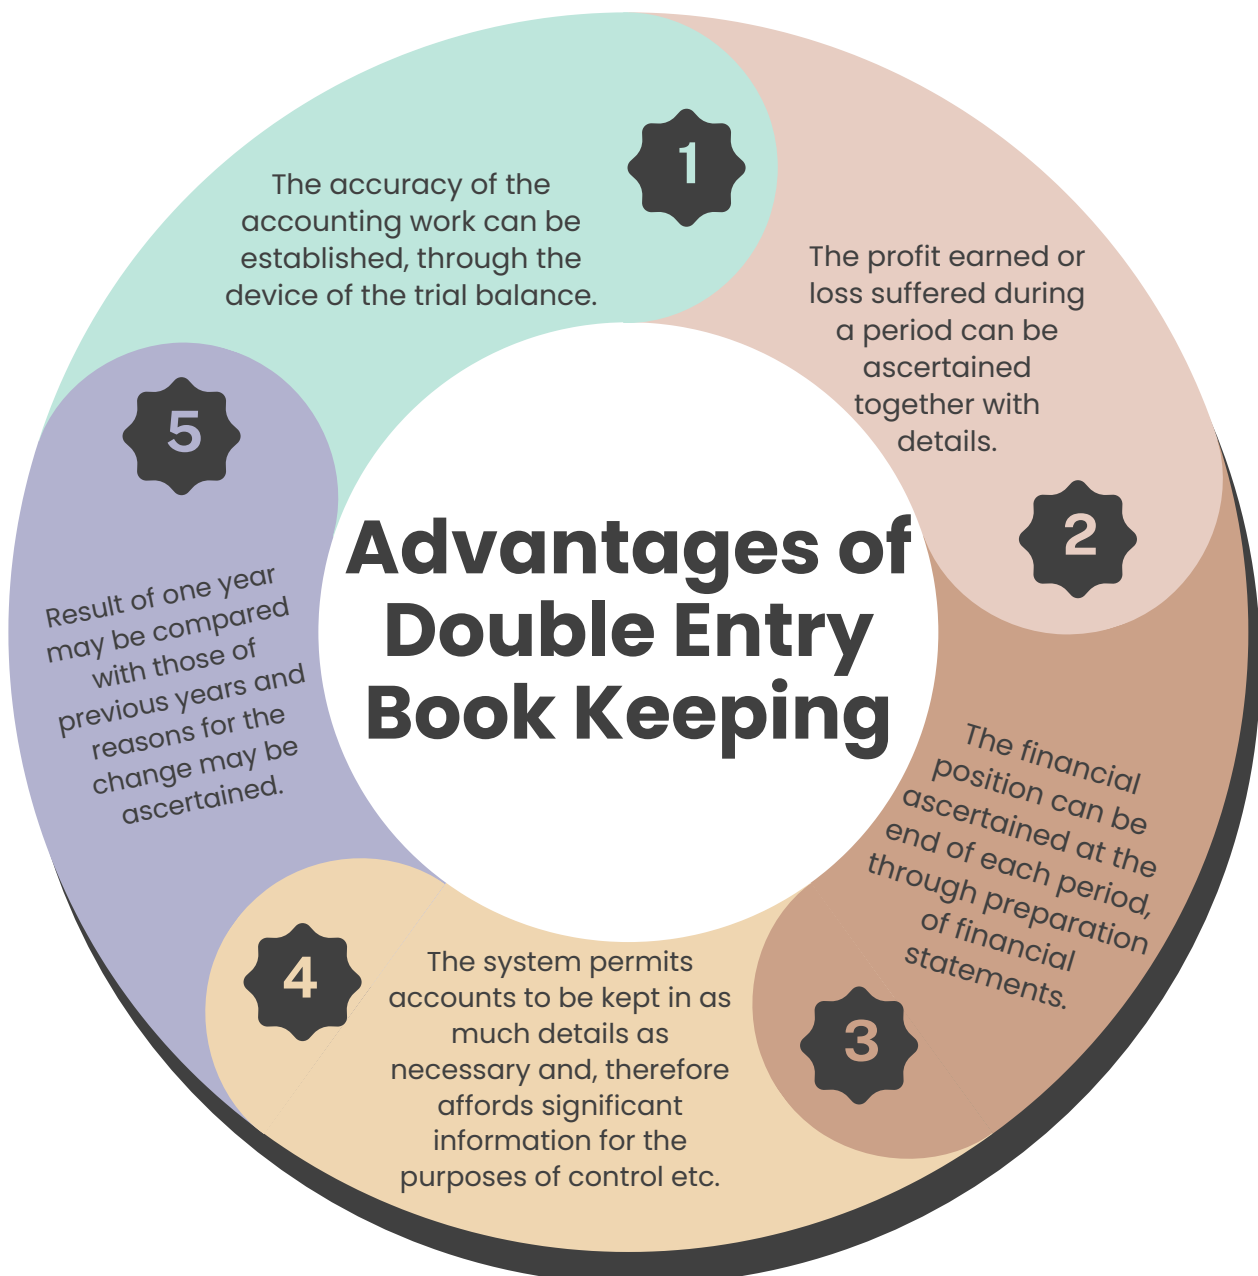 Advantages of
Double Entry
Book Keeping
1
The accuracy of the
accounting work can be
established, through the
device of the trial balance.
2
The profit earned or
loss suffered during
a period can be
ascertained
together with
details.
3
The financial
position can be
ascertained at the
end of each period,
through preparation
of financial
statements.
4
The system permits
accounts to be kept in as
much details as
necessary and, therefore
affords significant
information for the
purposes of control etc.
5
Result of one year
may be compared
with those of
previous years and
reasons for the
change may be
ascertained.